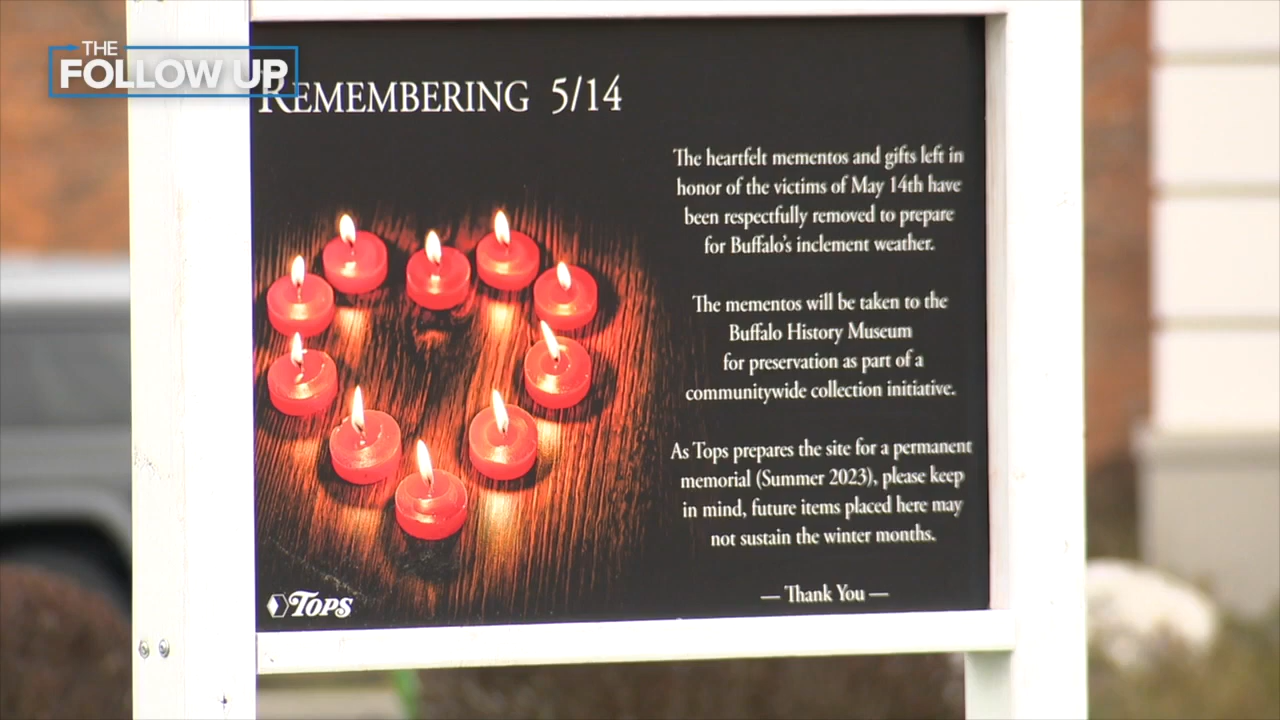 THE
FOLLOW UP
REMEMBERING 5/14
The heartfelt mementos and gifts left in
honor of the victims of May 14th have
been respectfully removed to prepare
for Buffalo's inclement weather.
The mementos will be taken to the
Buffalo History Museum
for preservation as part of a
communitywide collection initiative.
As Tops prepares the site for a permanent
memorial (Summer 2023), please keep
in mind, future items placed here may
not sustain the winter months.
— Thank You —
TOPS